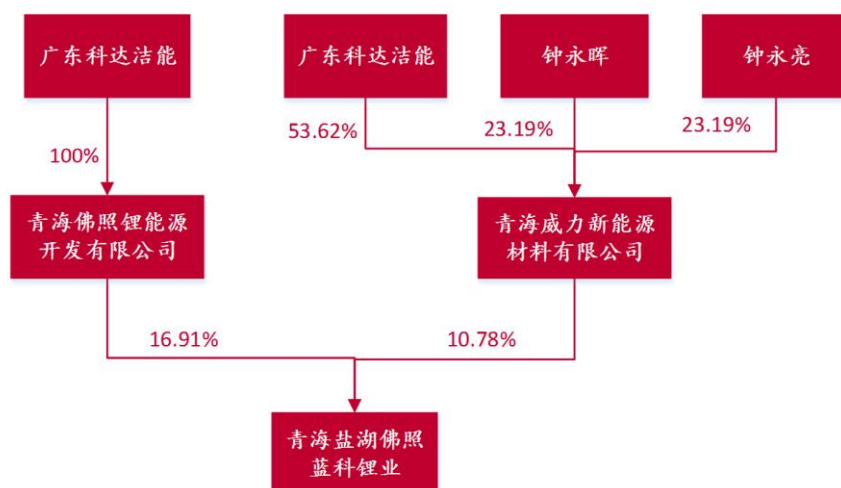 广东科达洁能
广东科达洁能
钟永晖
钟永亮
100%
53.62%
23.19%
23.19%
青海佛照锂能源
开发有限公司
青海威力新能源
材料有限公司
16.91%
10.78%
青海盐湖佛照
蓝科锂业